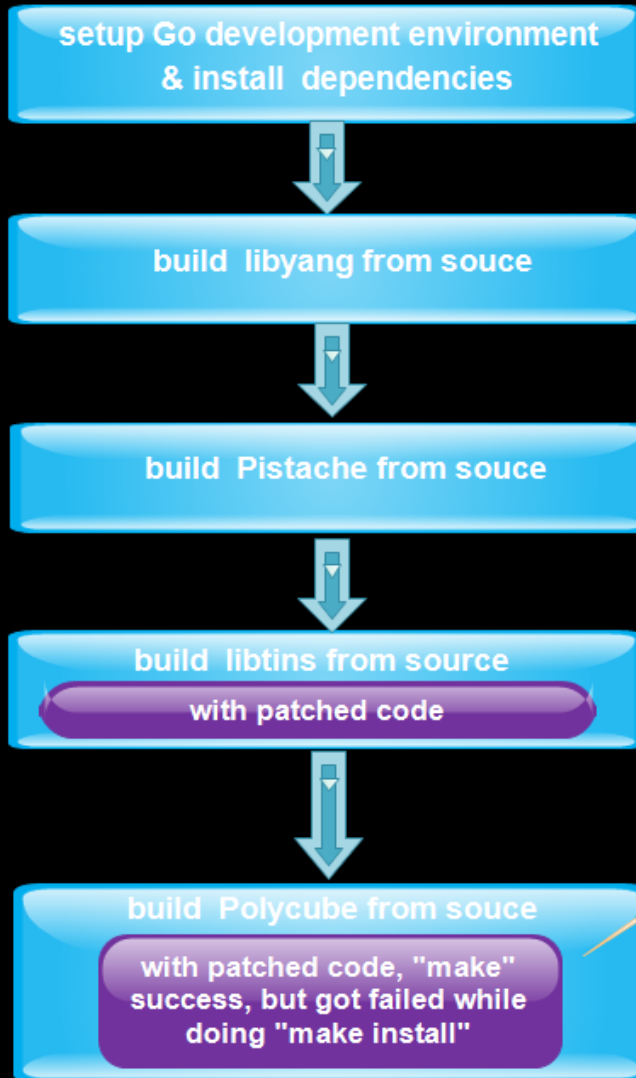 setup Go development environment
& install dependencies
build libyang from souce
build Pistache from souce
build libtins from source
with patched code
build Polycube from souce
with patched code, "make"
success, but got failed while
doing "make install"